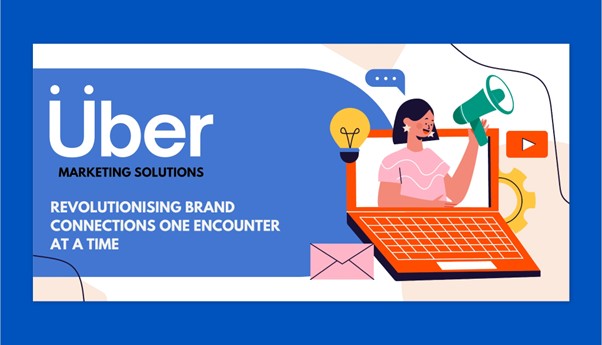 Über
MARKETING SOLUTIONS
REVOLUTIONISING BRAND
CONNECTIONS ONE ENCOUNTER
AT A TIME